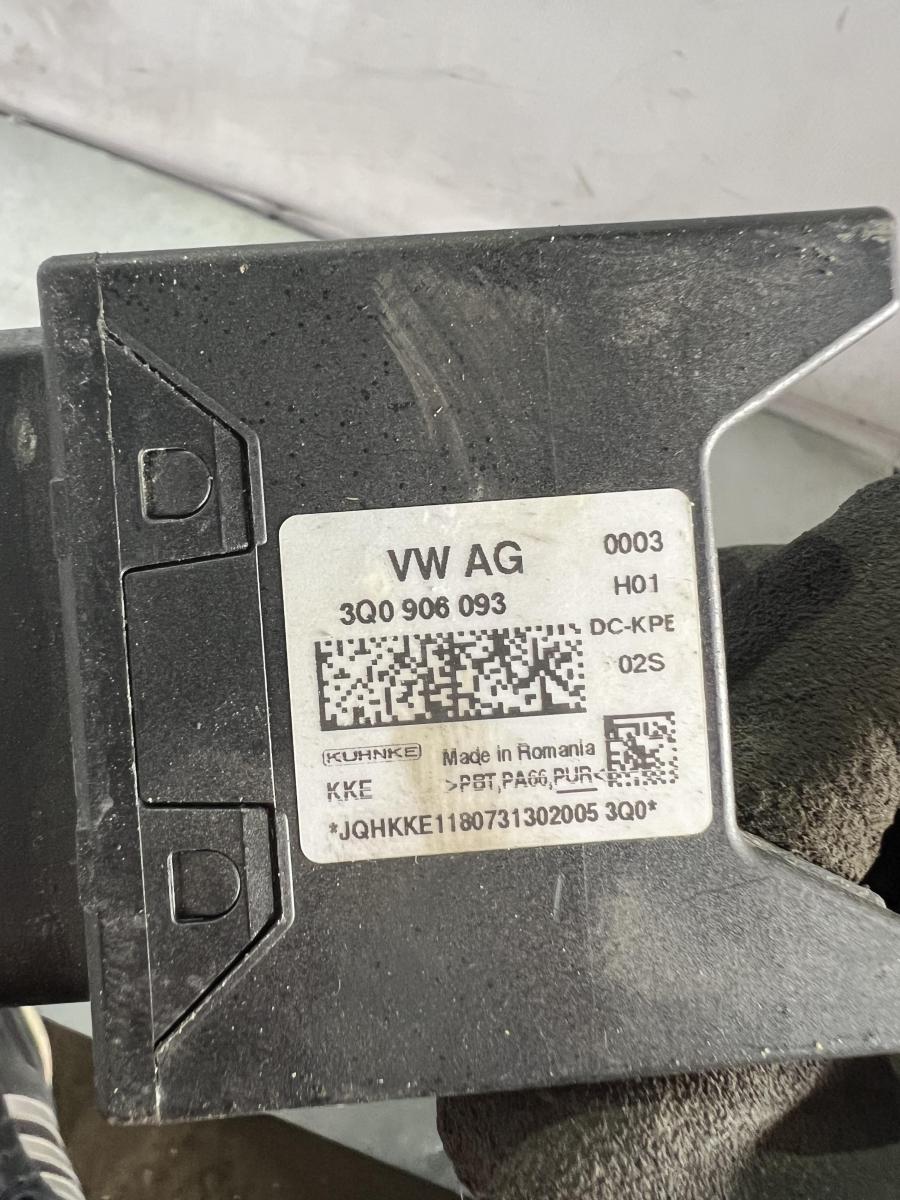 VW AG
0003
3Q0 906 093
H01
DC-KPE
02S
KUHNKE Made in Romania
KKE >PBT,PA66,PUR<
*JQHKKE1180731302005 3Q0*